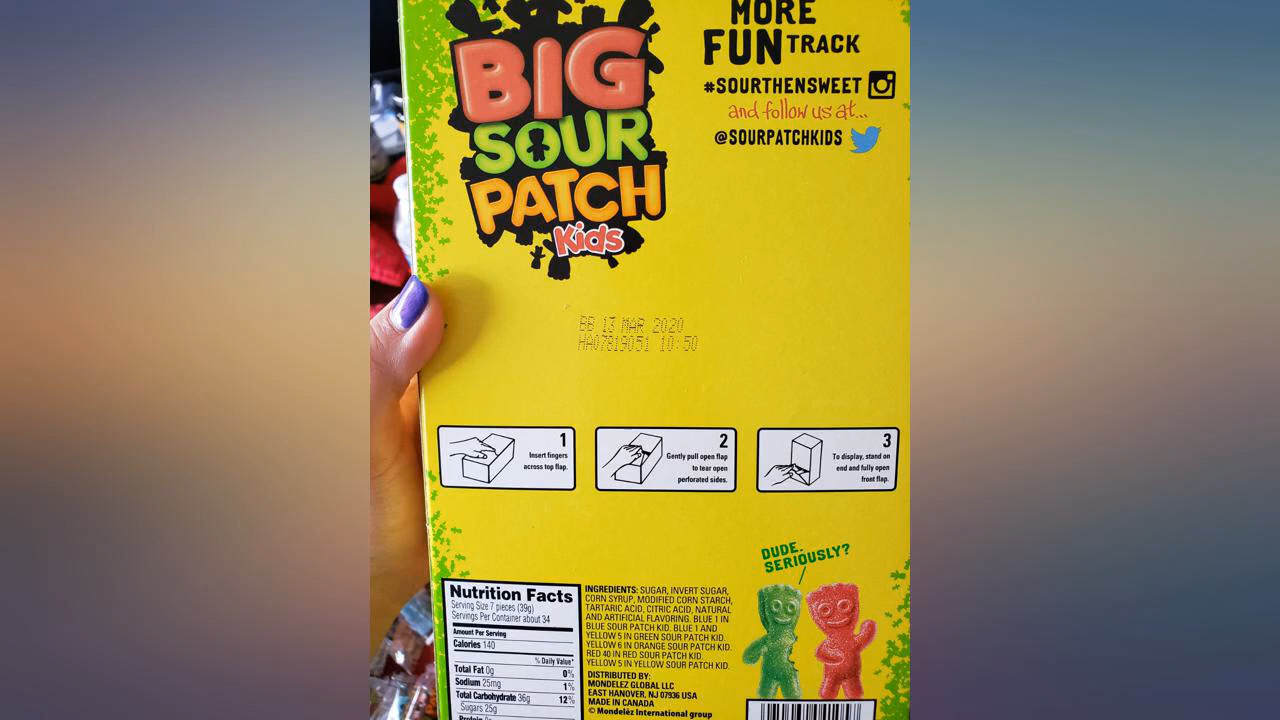 BIG
SOUR
PATCH
Kids
MORE
FUN TRACK
#SOURTHENSWEET
and follow us at...
@SOURPATCHKIDS
BB 13 MAR 2020
HA07819051 10:50
1
Insert fingers
across top flap.
2
Gently pull open flap
to tear open
perforated sides.
3
To display, stand on
end and fully open
front flap.
DUDE.
SERIOUSLY?
Nutrition Facts
Serving Size 7 pieces (39g)
Servings Per Container about 34
Amount Per Serving
Calories 140
% Daily Value*
Total Fat 0g 0%
Sodium 25mg 1%
Total Carbohydrate 36g 12%
Sugars 25g
INGREDIENTS: SUGAR, INVERT SUGAR,
CORN SYRUP, MODIFIED CORN STARCH,
TARTARIC ACID, CITRIC ACID, NATURAL
AND ARTIFICIAL FLAVORING. BLUE 1 IN
BLUE SOUR PATCH KID. BLUE 1 AND
YELLOW 5 IN GREEN SOUR PATCH KID.
YELLOW 6 IN ORANGE SOUR PATCH KID.
RED 40 IN RED SOUR PATCH KID.
YELLOW 5 IN YELLOW SOUR PATCH KID.
DISTRIBUTED BY:
MONDELEZ GLOBAL LLC
EAST HANOVER, NJ 07936 USA
MADE IN CANADA
© Mondelēz International group